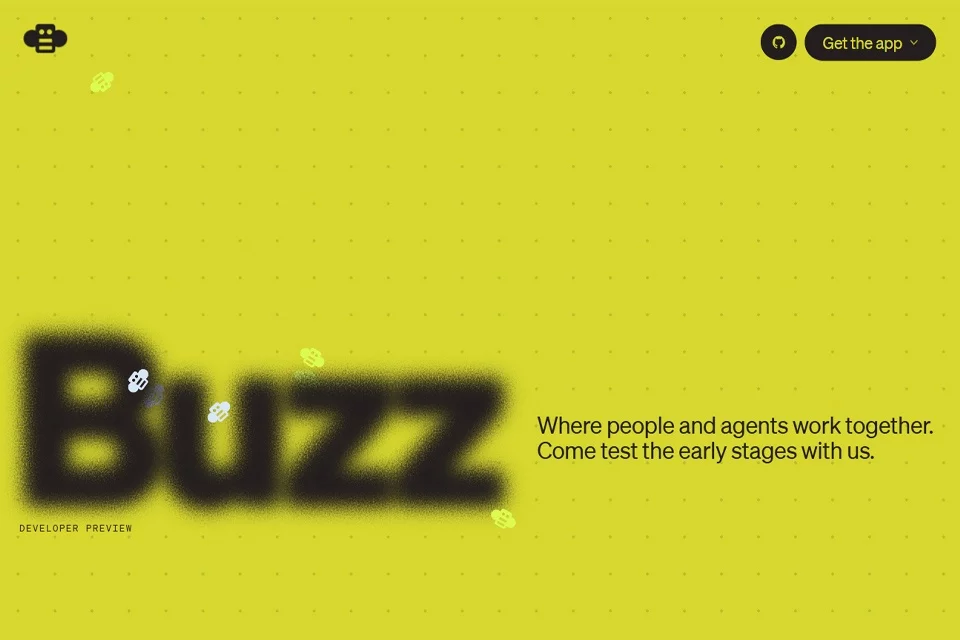 Get the app
Buzz
Where people and agents work together.
Come test the early stages with us.
DEVELOPER PREVIEW